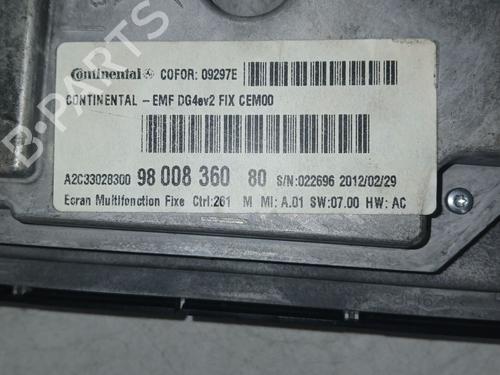 Continental COFOR: 09297E
CONTINENTAL -EMF DG4ev2 FIX CEM00
A2C33028300 98 008 360 80 S/N:022696 2012/02/29
Ecran Multifonction Fixe Ctrl:261 M MI: A.01 SW:07.00 HW: AC
B-PARTS